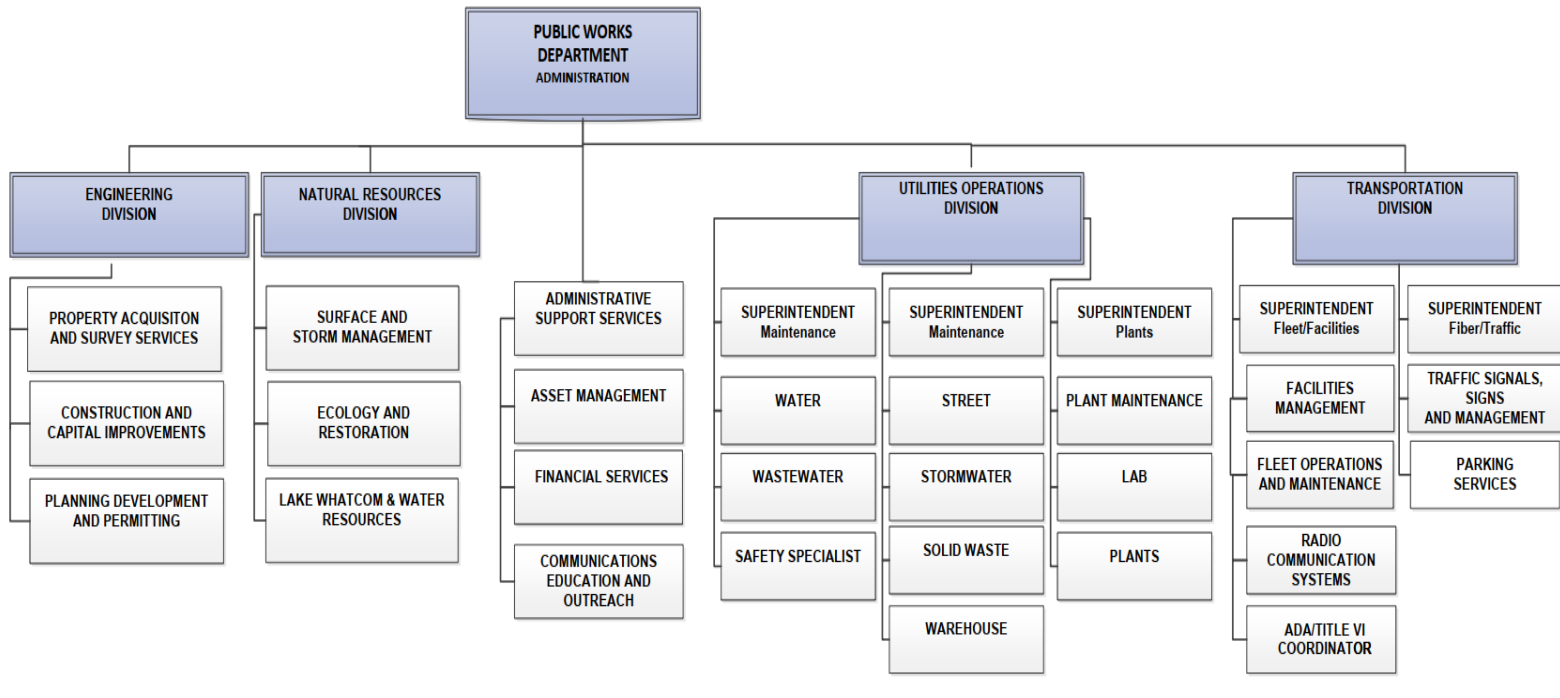 PUBLIC WORKS
DEPARTMENT
ADMINISTRATION
ENGINEERING
DIVISION
PROPERTY ACQUISITON
AND SURVEY SERVICES
CONSTRUCTION AND
CAPITAL IMPROVEMENTS
PLANNING DEVELOPMENT
AND PERMITTING
NATURAL RESOURCES
DIVISION
SURFACE AND
STORM MANAGEMENT
ECOLOGY AND
RESTORATION
LAKE WHATCOM & WATER
RESOURCES
ADMINISTRATIVE
SUPPORT SERVICES
ASSET MANAGEMENT
FINANCIAL SERVICES
COMMUNICATIONS
EDUCATION AND
OUTREACH
UTILITIES OPERATIONS
DIVISION
SUPERINTENDENT
Maintenance
WATER
WASTEWATER
SAFETY SPECIALIST
SUPERINTENDENT
Maintenance
STREET
STORMWATER
SOLID WASTE
WAREHOUSE
SUPERINTENDENT
Plants
PLANT MAINTENANCE
LAB
PLANTS
TRANSPORTATION
DIVISION
SUPERINTENDENT
Fleet/Facilities
FACILITIES
MANAGEMENT
FLEET OPERATIONS
AND MAINTENANCE
RADIO
COMMUNICATION
SYSTEMS
ADA/TITLE VI
COORDINATOR
SUPERINTENDENT
Fiber/Traffic
TRAFFIC SIGNALS,
SIGNS
AND MANAGEMENT
PARKING
SERVICES